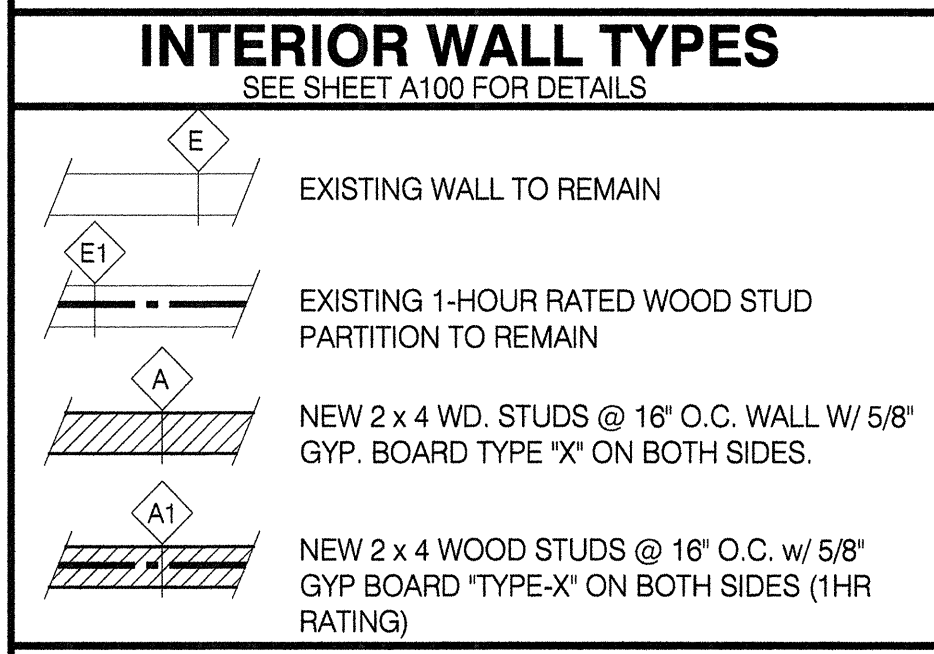 INTERIOR WALL TYPES
SEE SHEET A100 FOR DETAILS
E
EXISTING WALL TO REMAIN
E1
EXISTING 1-HOUR RATED WOOD STUD
PARTITION TO REMAIN
A
NEW 2 x 4 WD. STUDS @ 16" O.C. WALL W/ 5/8"
GYP. BOARD TYPE "X" ON BOTH SIDES.
A1
NEW 2 x 4 WOOD STUDS @ 16" O.C. w/ 5/8"
GYP BOARD "TYPE-X" ON BOTH SIDES (1HR
RATING)